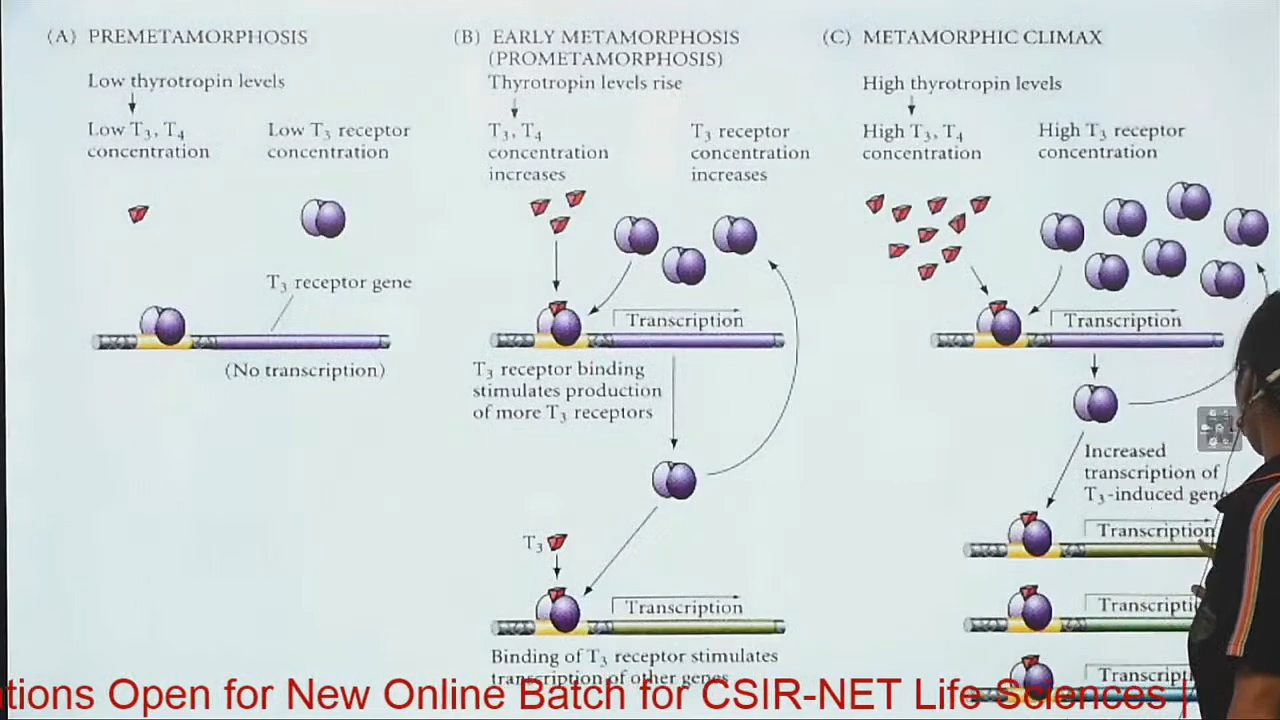 (A) PREMETAMORPHOSIS
Low thyrotropin levels
Low T₃, T₄
concentration
Low T₃ receptor
concentration
T₃ receptor gene
(No transcription)
(B) EARLY METAMORPHOSIS
(PROMETAMORPHOSIS)
Thyrotropin levels rise
T₃, T₄
concentration
increases
T₃ receptor
concentration
increases
Transcription
T₃ receptor binding
stimulates production
of more T₃ receptors
T₃
Transcription
Binding of T₃ receptor stimulates
transcription of other genes
(C) METAMORPHIC CLIMAX
High thyrotropin levels
High T₃, T₄
concentration
High T₃ receptor
concentration
Transcription
Increased
transcription of
T₃-induced gen
Transcription
Transcripti
Transcripti
ations Open for New Online Batch for CSIR-NET Life Sciences |